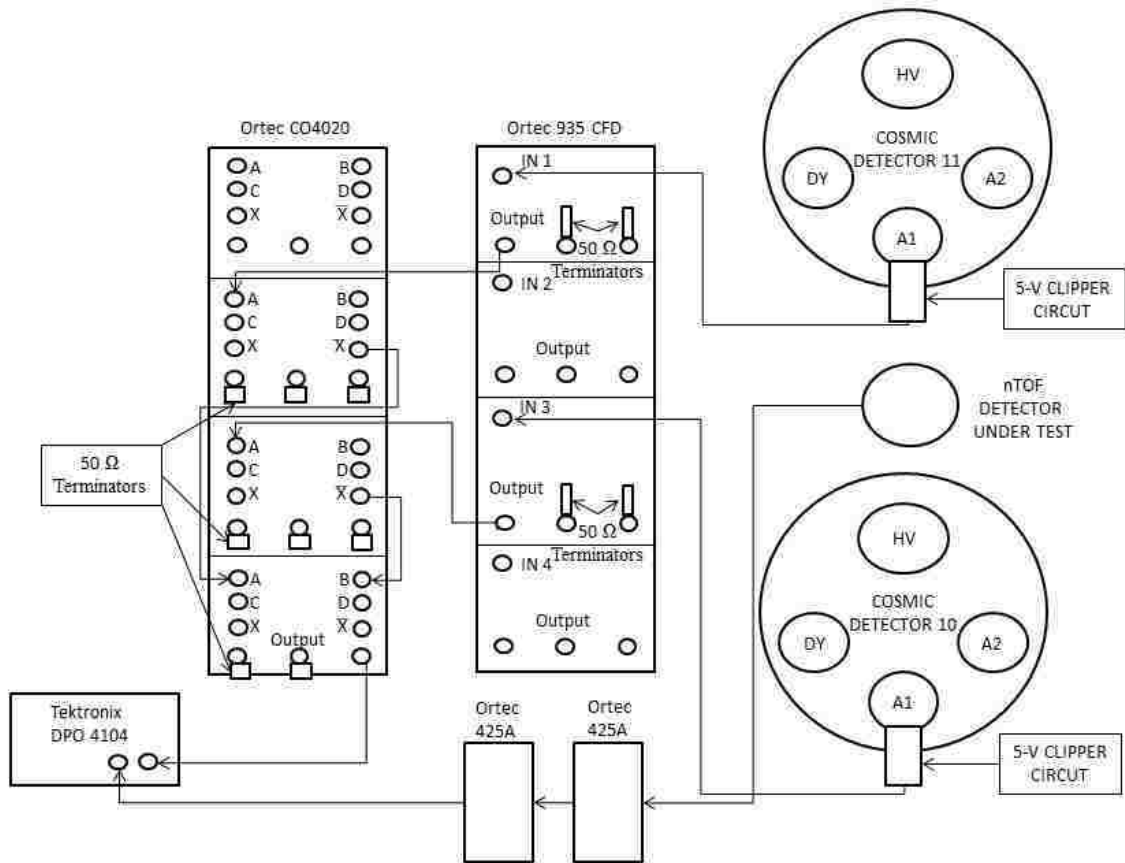 Ortec CO4020
A
B
C
D
X
X̅
A
B
C
D
X
X̅
A
B
C
D
X
X̅
A
B
C
D
X
X̅
Output
50 Ω
Terminators
Ortec 935 CFD
IN 1
Output
50 Ω
Terminators
IN 2
Output
IN 3
Output
50 Ω
Terminators
IN 4
Output
HV
COSMIC
DETECTOR 11
DY
A2
A1
5-V CLIPPER
CIRCUT
nTOF
DETECTOR
UNDER TEST
HV
COSMIC
DETECTOR 10
DY
A2
A1
5-V CLIPPER
CIRCUT
Tektronix
DPO 4104
Ortec
425A
Ortec
425A